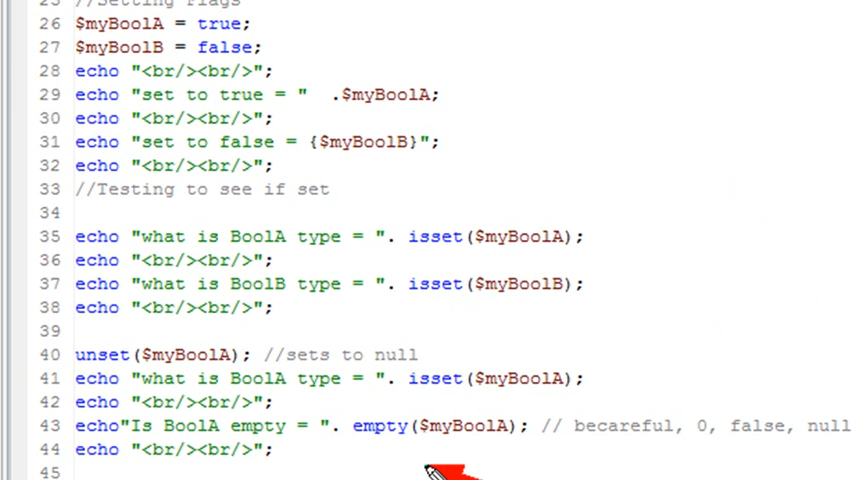 25 //Setting Flags
26 $myBoolA = true;
27 $myBoolB = false;
28 echo "<br/><br/>";
29 echo "set to true = "  .$myBoolA;
30 echo "<br/><br/>";
31 echo "set to false = {$myBoolB}";
32 echo "<br/><br/>";
33 //Testing to see if set
34
35 echo "what is BoolA type = ". isset($myBoolA);
36 echo "<br/><br/>";
37 echo "what is BoolB type = ". isset($myBoolB);
38 echo "<br/><br/>";
39
40 unset($myBoolA); //sets to null
41 echo "what is BoolA type = ". isset($myBoolA);
42 echo "<br/><br/>";
43 echo"Is BoolA empty = ". empty($myBoolA); // becareful, 0, false, null
44 echo "<br/><br/>";
45